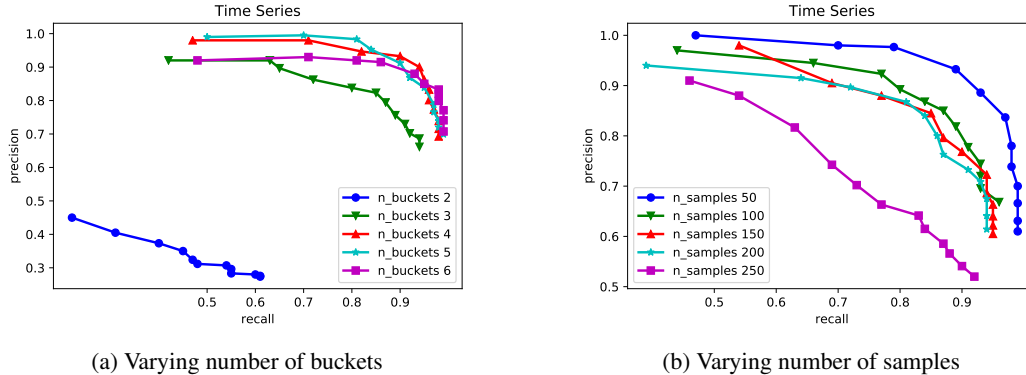 Time Series
1.0
0.9
0.8
0.7
0.6
0.5
0.4
0.3
precision
n_buckets 2
n_buckets 3
n_buckets 4
n_buckets 5
n_buckets 6
0.5 0.6 0.7 0.8 0.9
recall
(a) Varying number of buckets
Time Series
1.0
0.9
0.8
0.7
0.6
0.5
precision
n_samples 50
n_samples 100
n_samples 150
n_samples 200
n_samples 250
0.5 0.6 0.7 0.8 0.9
recall
(b) Varying number of samples